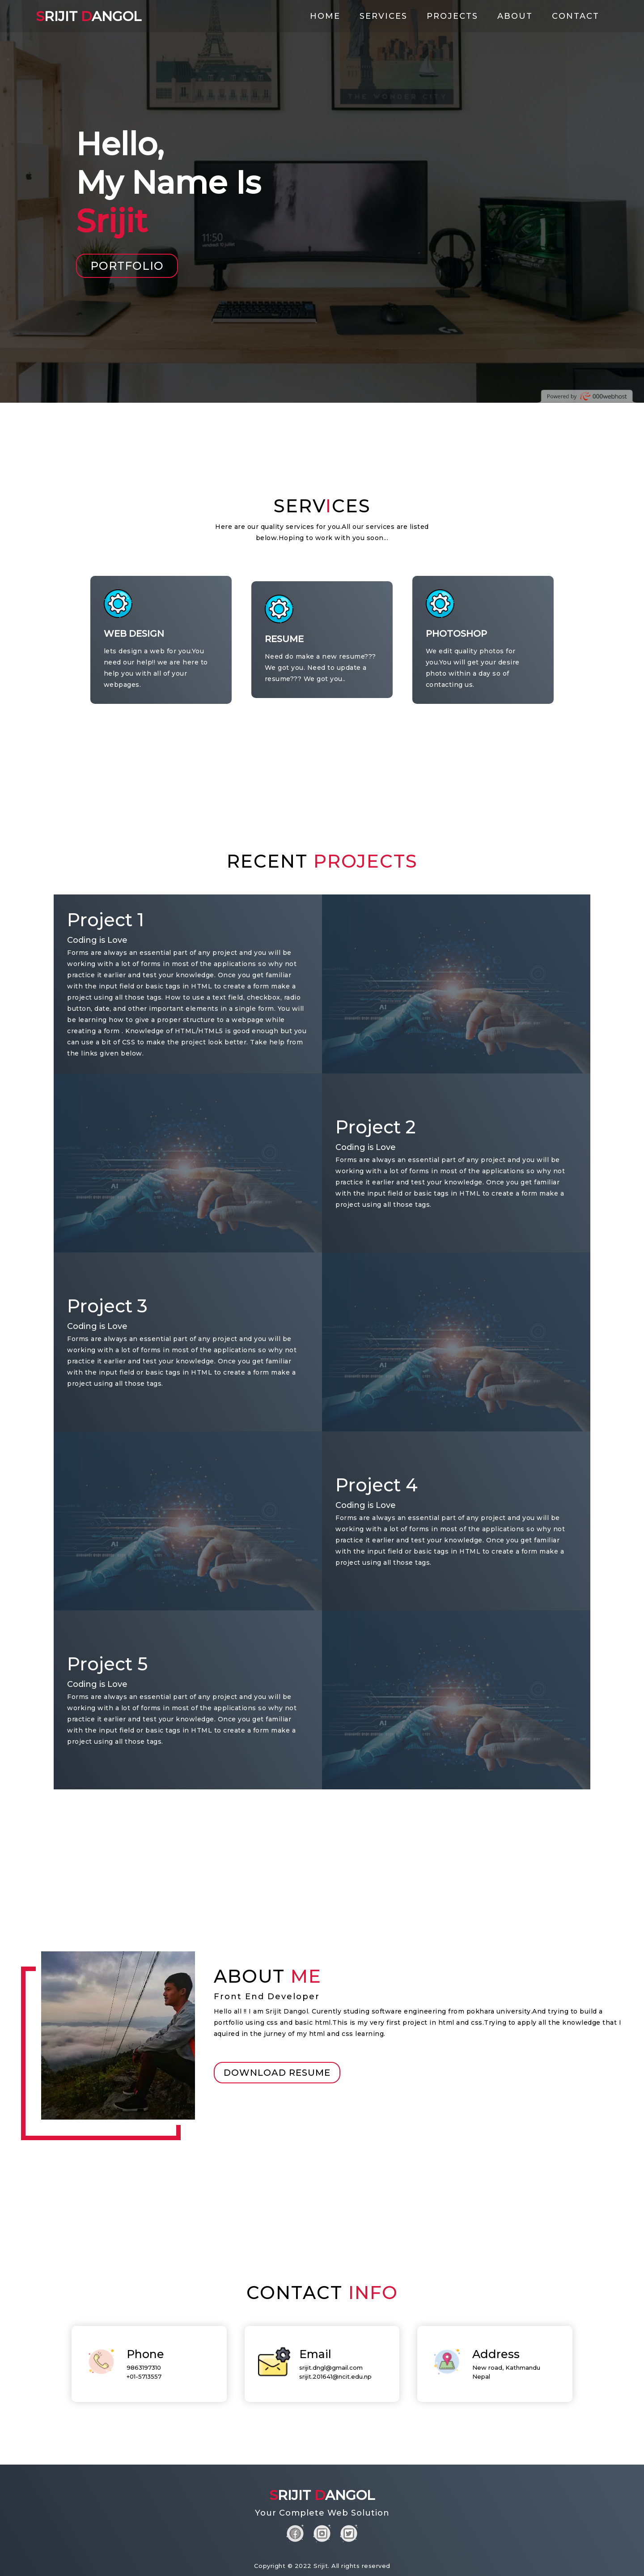 SRIJIT DANGOL
HOME SERVICES PROJECTS ABOUT CONTACT
THE WONDER CITY
Hello,
My Name Is
Srijit
11:50
PORTFOLIO
Powered by 000webhost
SERVICES
Here are our quality services for you.All our services are listed
below.Hoping to work with you soon...
WEB DESIGN
lets design a web for you.You
need our help!! we are here to
help you with all of your
webpages.
RESUME
Need do make a new resume???
We got you. Need to update a
resume??? We got you..
PHOTOSHOP
We edit quality photos for
you.You will get your desire
photo within a day so of
contacting us.
RECENT PROJECTS
Project 1
Coding is Love
Forms are always an essential part of any project and you will be
working with a lot of forms in most of the applications so why not
practice it earlier and test your knowledge. Once you get familiar
with the input field or basic tags in HTML to create a form make a
project using all those tags. How to use a text field, checkbox, radio
button, date, and other important elements in a single form. You will
be learning how to give a proper structure to a webpage while
creating a form . Knowledge of HTML/HTML5 is good enough but you
can use a bit of CSS to make the project look better. Take help from
the links given below.
AI
AI
Project 2
Coding is Love
Forms are always an essential part of any project and you will be
working with a lot of forms in most of the applications so why not
practice it earlier and test your knowledge. Once you get familiar
with the input field or basic tags in HTML to create a form make a
project using all those tags.
Project 3
Coding is Love
Forms are always an essential part of any project and you will be
working with a lot of forms in most of the applications so why not
practice it earlier and test your knowledge. Once you get familiar
with the input field or basic tags in HTML to create a form make a
project using all those tags.
AI
AI
Project 4
Coding is Love
Forms are always an essential part of any project and you will be
working with a lot of forms in most of the applications so why not
practice it earlier and test your knowledge. Once you get familiar
with the input field or basic tags in HTML to create a form make a
project using all those tags.
Project 5
Coding is Love
Forms are always an essential part of any project and you will be
working with a lot of forms in most of the applications so why not
practice it earlier and test your knowledge. Once you get familiar
with the input field or basic tags in HTML to create a form make a
project using all those tags.
AI
ABOUT ME
Front End Developer
Hello all !! I am Srijit Dangol. Curently studing software engineering from pokhara university.And trying to build a
portfolio using css and basic html.This is my very first project in html and css.Trying to apply all the knowledge that I
aquired in the jurney of my html and css learning.
DOWNLOAD RESUME
CONTACT INFO
Phone
9863197310
+01-5713557
Email
srijit.dngl@gmail.com
srijit.201641@ncit.edu.np
Address
New road, Kathmandu
Nepal
SRIJIT DANGOL
Your Complete Web Solution
Copyright © 2022 Srijit. All rights reserved